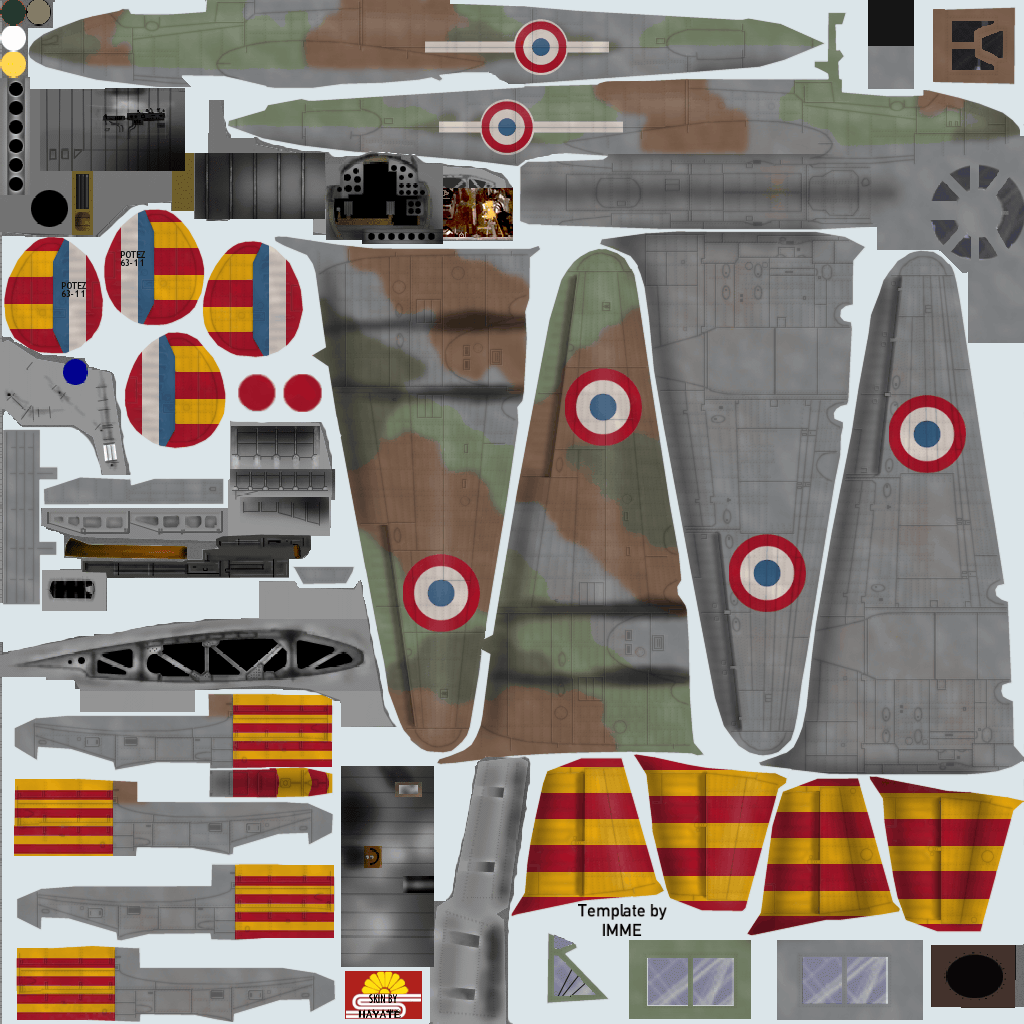 POTEZ
63-11
POTEZ
63-11
Template by
IMME
SKIN BY
HAYATE